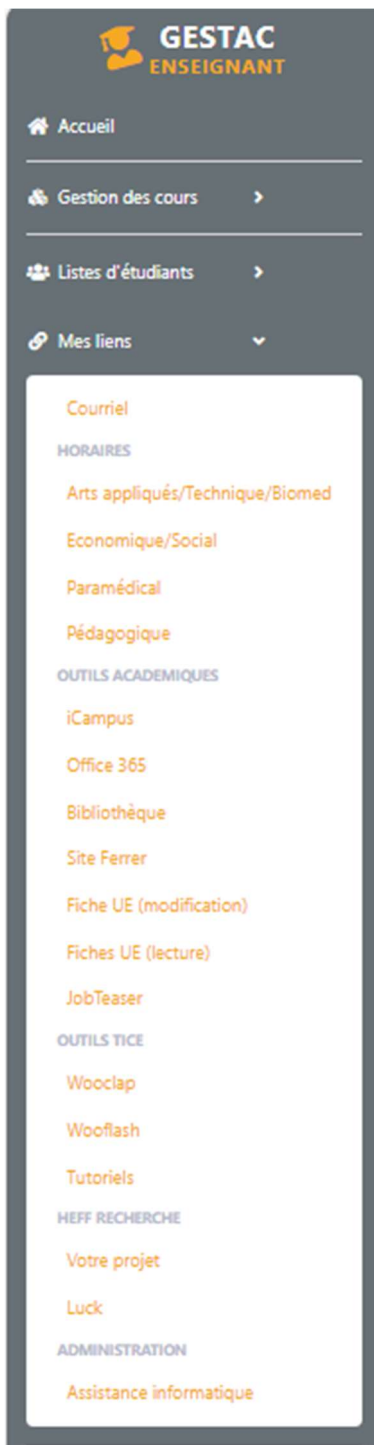 GESTAC
ENSEIGNANT
Accueil
Gestion des cours
Listes d'étudiants
Mes liens
Courriel
HORAIRES
Arts appliqués/Technique/Biomed
Economique/Social
Paramédical
Pédagogique
OUTILS ACADEMIQUES
iCampus
Office 365
Bibliothèque
Site Ferrer
Fiche UE (modification)
Fiches UE (lecture)
JobTeaser
OUTILS TICE
Wooclap
Wooflash
Tutoriels
HEFF RECHERCHE
Votre projet
Luck
ADMINISTRATION
Assistance informatique